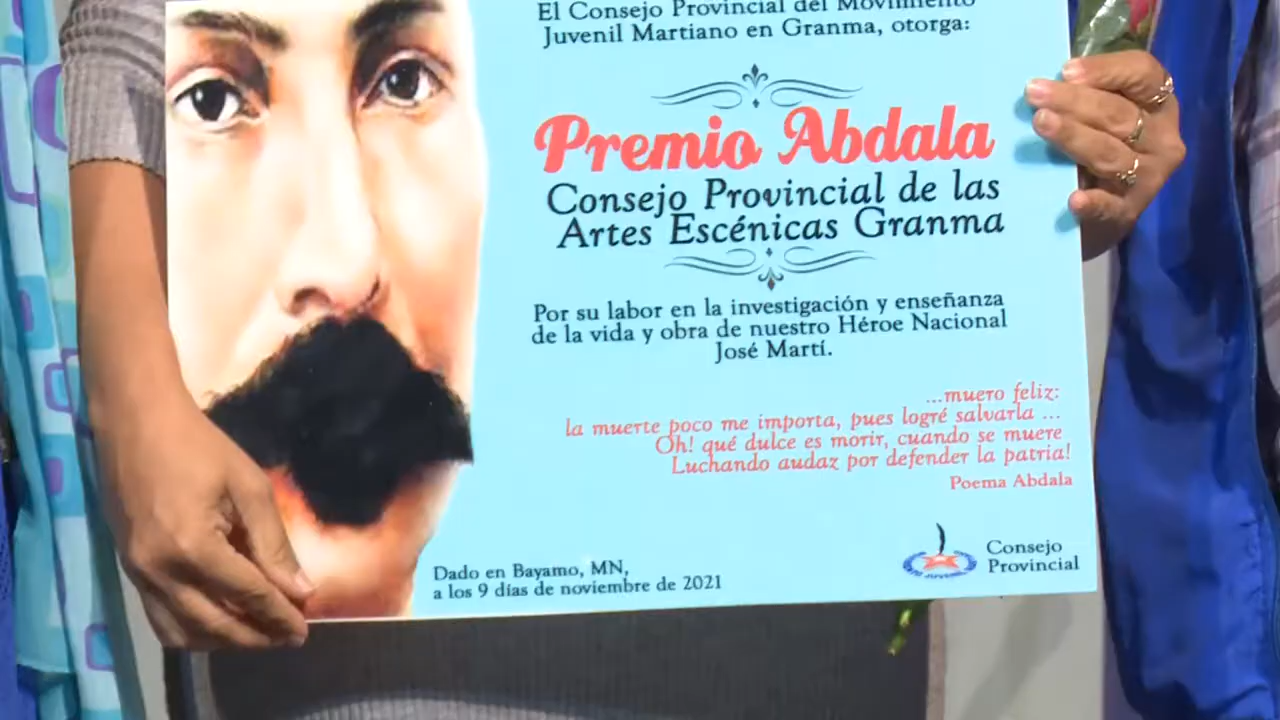 El Consejo Provincial del Movimiento
Juvenil Martiano en Granma, otorga:
Premio Abdala
Consejo Provincial de las
Artes Escénicas Granma
Por su labor en la investigación y enseñanza
de la vida y obra de nuestro Héroe Nacional
José Martí.
...muero feliz:
la muerte poco me importa, pues logré salvarla ...
Oh! qué dulce es morir, cuando se muere
Luchando audaz por defender la patria!
Poema Abdala
Dado en Bayamo, MN,
a los 9 días de noviembre de 2021
Consejo
Provincial